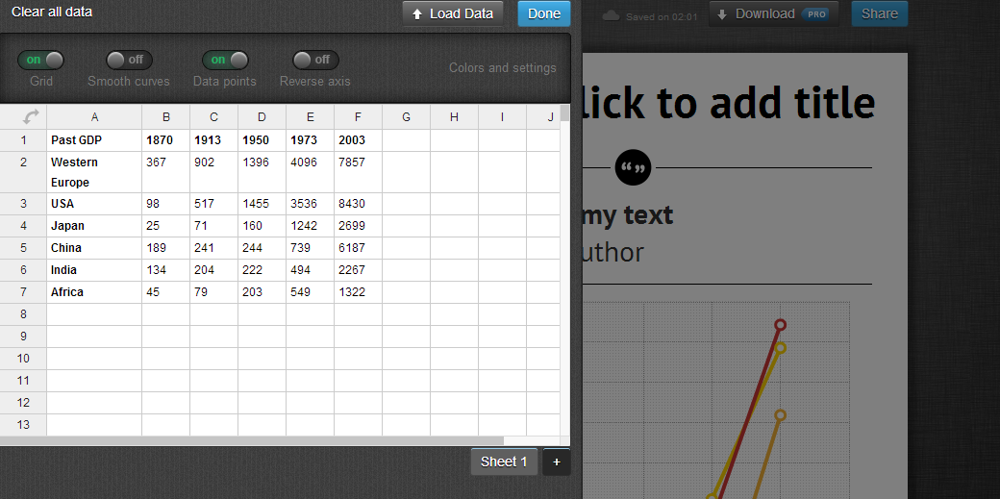 Clear all data
Load Data
Done
Saved on 02:01
Download PRO
Share
on off on off
Grid Smooth curves Data points Reverse axis
Colors and settings
lick to add title
“ ”
my text
uthor
A B C D E F G H I J
1 Past GDP 1870 1913 1950 1973 2003
2 Western 367 902 1396 4096 7857
Europe
3 USA 98 517 1455 3536 8430
4 Japan 25 71 160 1242 2699
5 China 189 241 244 739 6187
6 India 134 204 222 494 2267
7 Africa 45 79 203 549 1322
8
9
10
11
12
13
Sheet 1 +